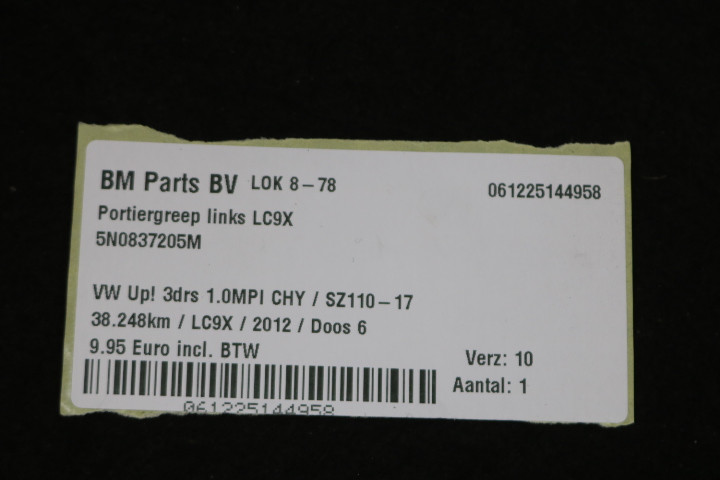 BM Parts BV LOK 8-78 061225144958
Portiergreep links LC9X
5N0837205M
VW Up! 3drs 1.0MPI CHY / SZ110-17
38.248km / LC9X / 2012 / Doos 6
9.95 Euro incl. BTW
Verz: 10
Aantal: 1
061225144958